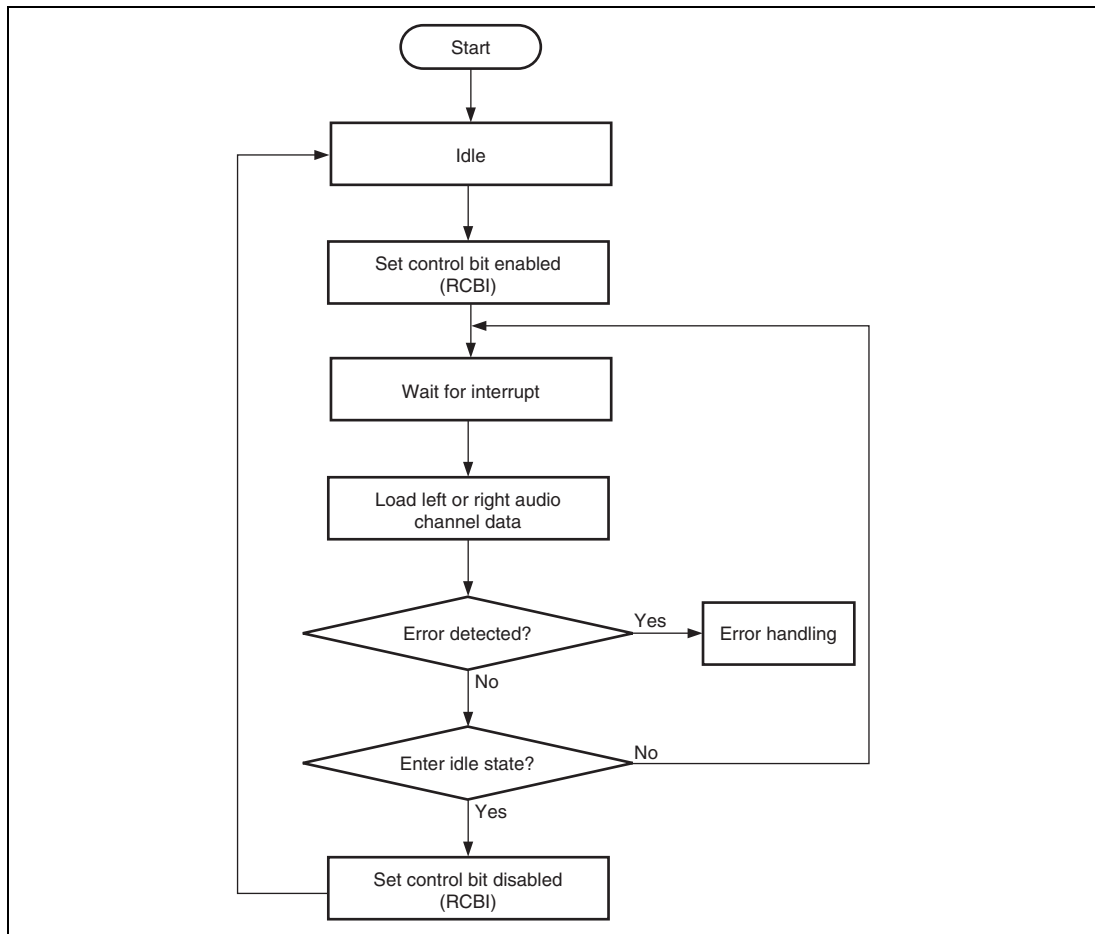 Start
Idle
Set control bit enabled
(RCBI)
Wait for interrupt
Load left or right audio
channel data
Error detected?
Yes
Error handling
No
Enter idle state?
No
Yes
Set control bit disabled
(RCBI)